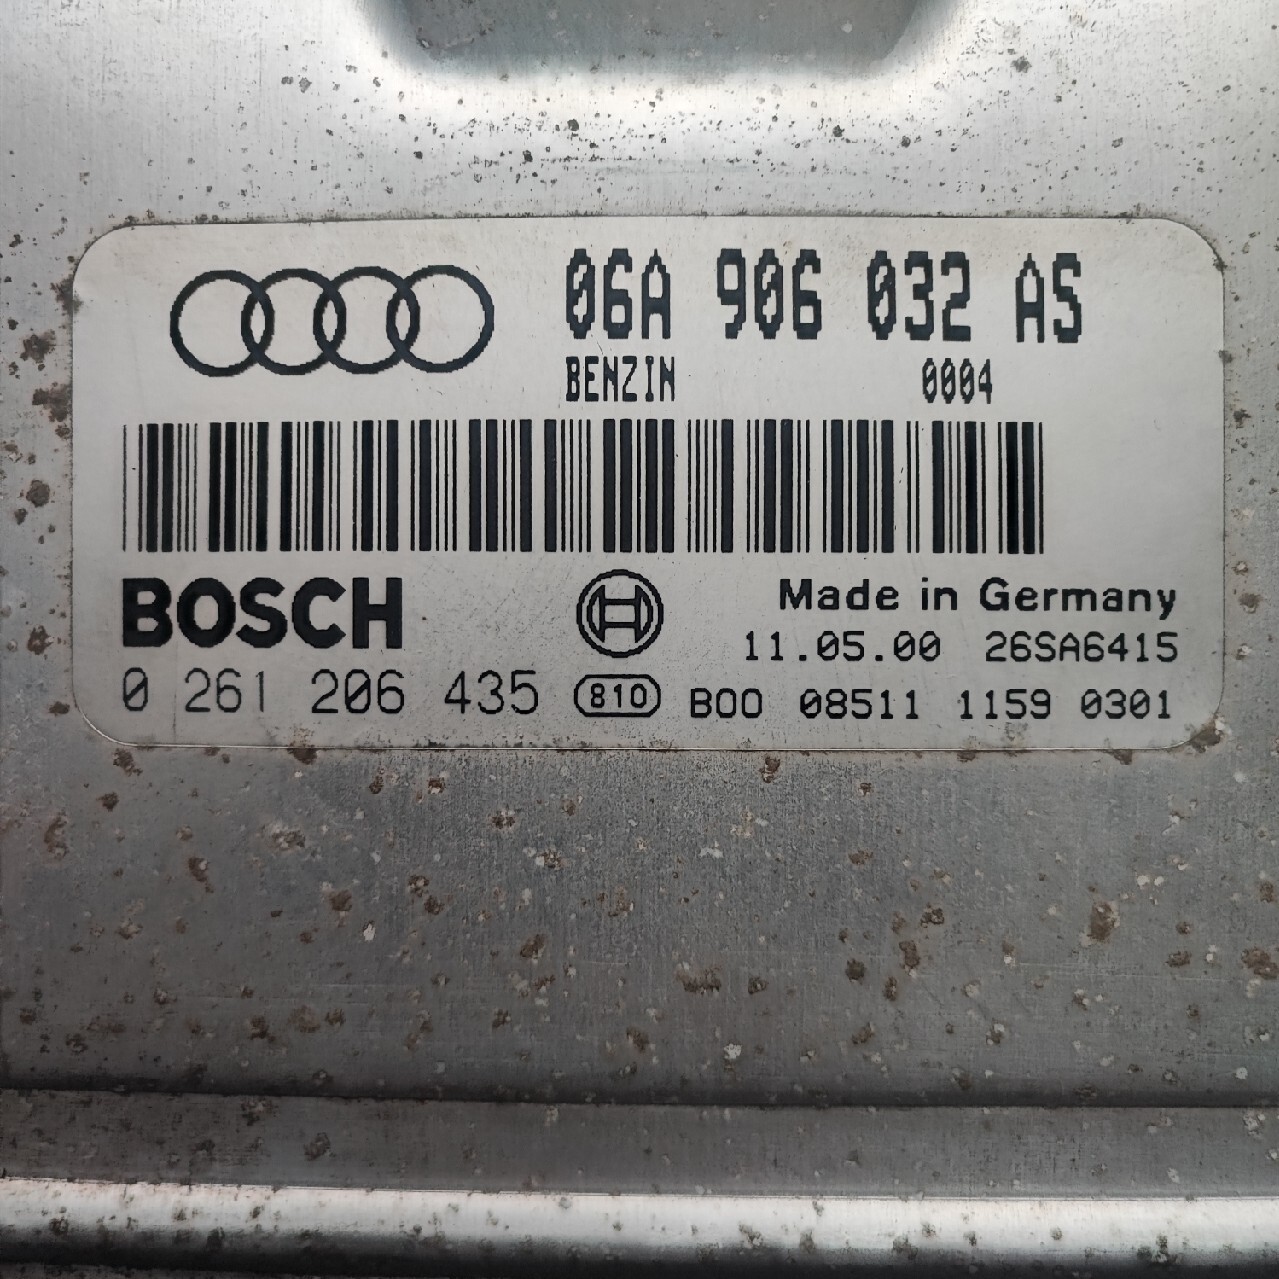 06A 906 032 AS
BENZIN 0004
BOSCH
Made in Germany
11.05.00 26SA6415
0 261 206 435 810 B00 08511 1159 0301